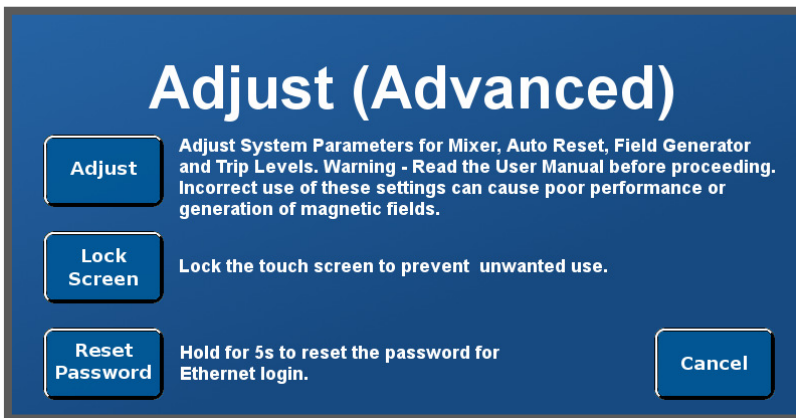 Adjust (Advanced)
Adjust
Adjust System Parameters for Mixer, Auto Reset, Field Generator
and Trip Levels. Warning - Read the User Manual before proceeding.
Incorrect use of these settings can cause poor performance or
generation of magnetic fields.
Lock
Screen
Lock the touch screen to prevent unwanted use.
Reset
Password
Hold for 5s to reset the password for
Ethernet login.
Cancel